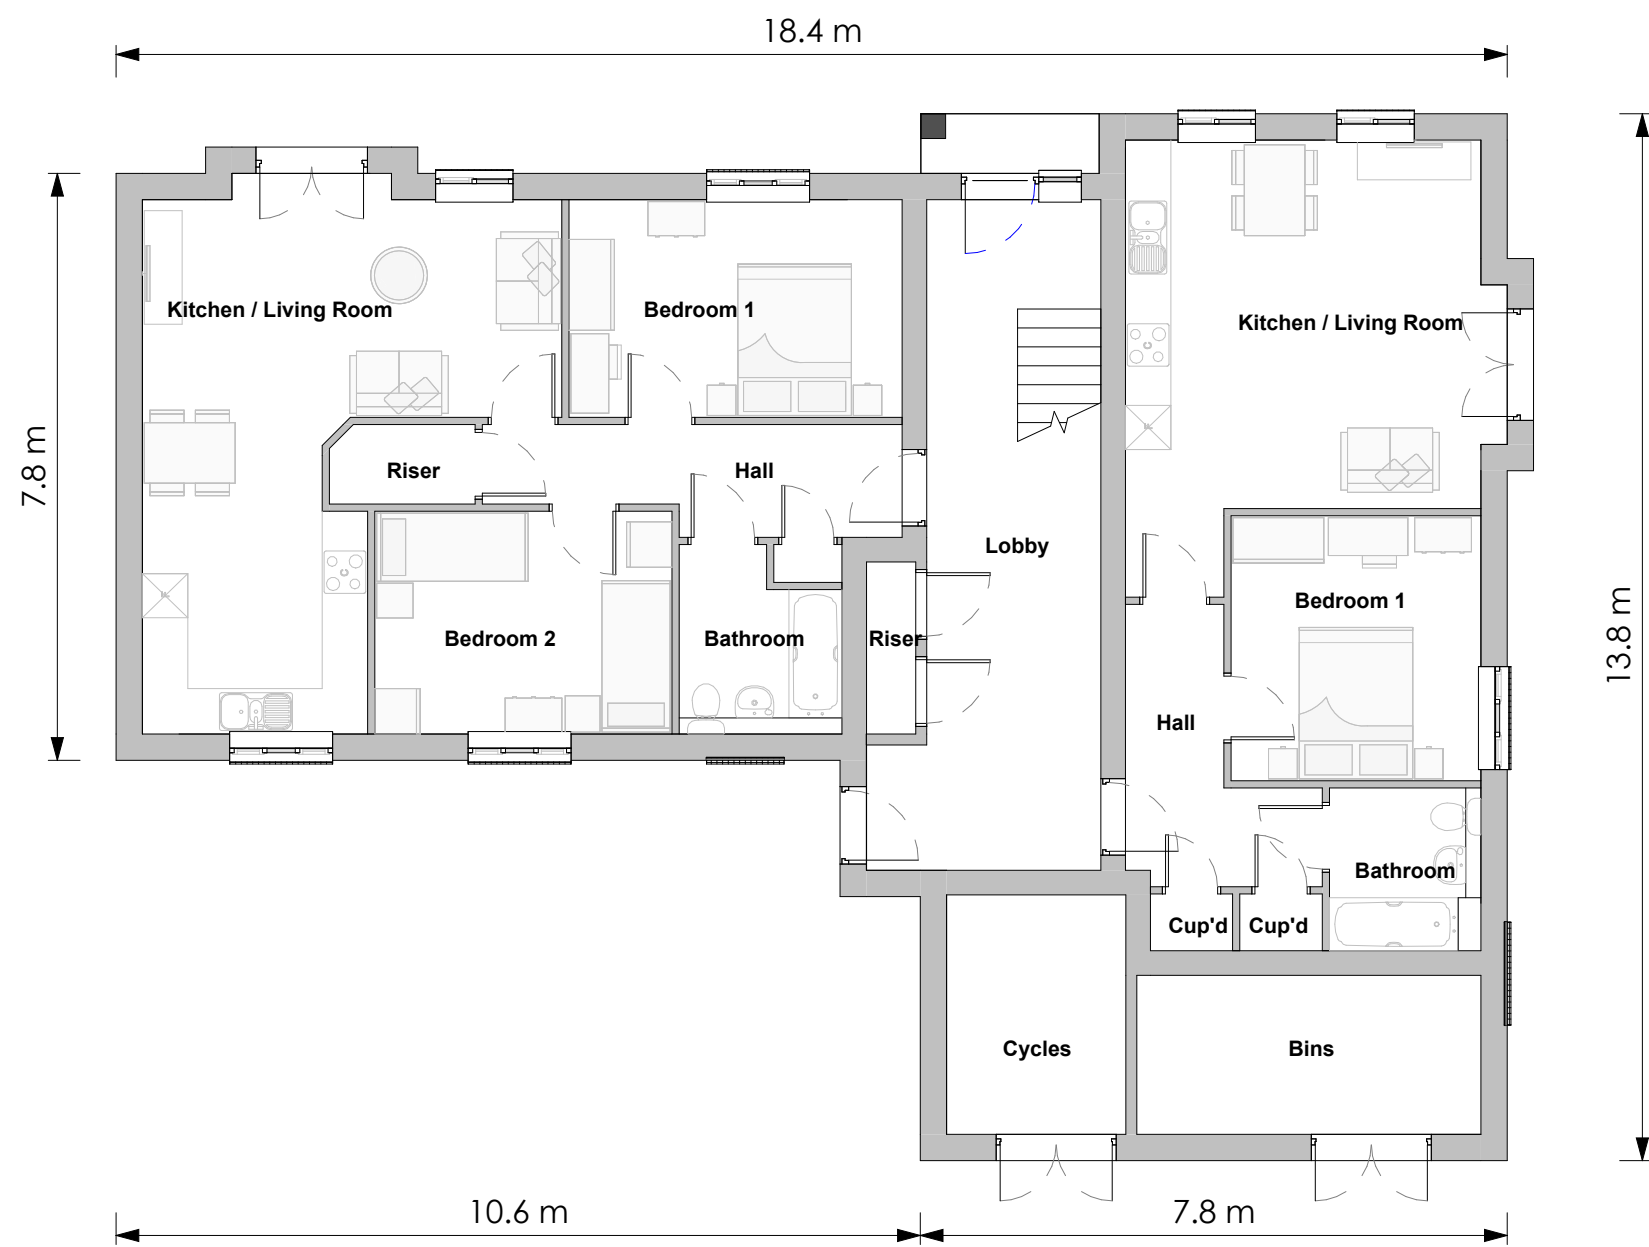 18.4 m
Kitchen / Living Room
Bedroom 1
Kitchen / Living Room
7.8 m
Riser
Hall
Lobby
Bedroom 1
Bedroom 2
Bathroom
Riser
13.8 m
Hall
Bathroom
Cup'd
Cup'd
Cycles
Bins
10.6 m
7.8 m